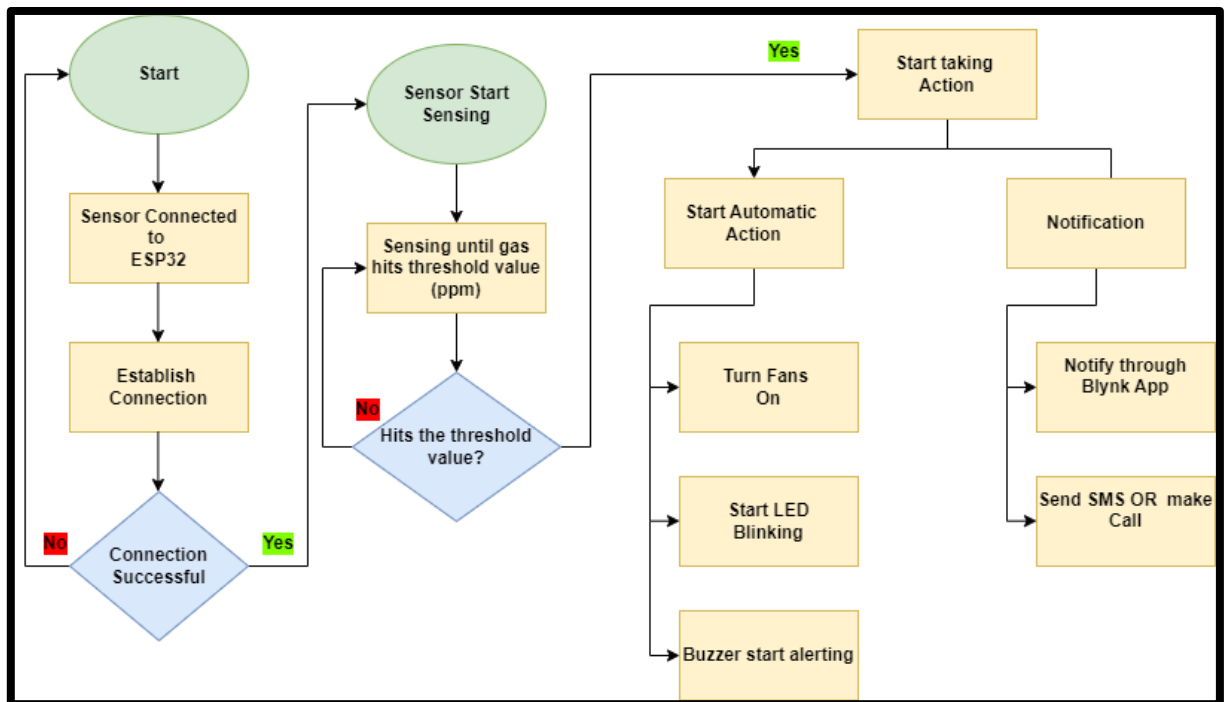 Start
Sensor Connected
to
ESP32
Establish
Connection
Connection
Successful
No
Yes
Sensor Start
Sensing
Sensing until gas
hits threshold value
(ppm)
Hits the threshold
value?
No
Yes
Start taking
Action
Start Automatic
Action
Turn Fans
On
Start LED
Blinking
Buzzer start alerting
Notification
Notify through
Blynk App
Send SMS OR make
Call